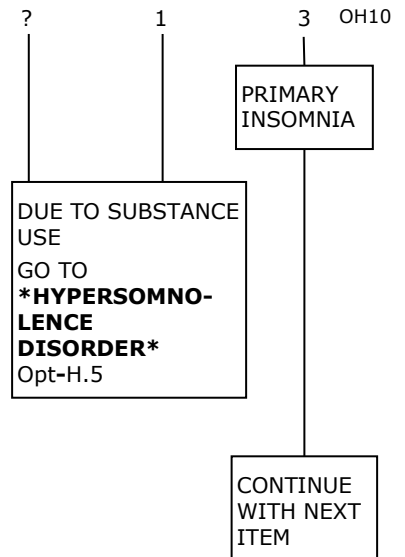 ? 1 3 OH10
PRIMARY
INSOMNIA
DUE TO SUBSTANCE
USE
GO TO
*HYPERSOMNO-
LENCE
DISORDER*
Opt-H.5
CONTINUE
WITH NEXT
ITEM